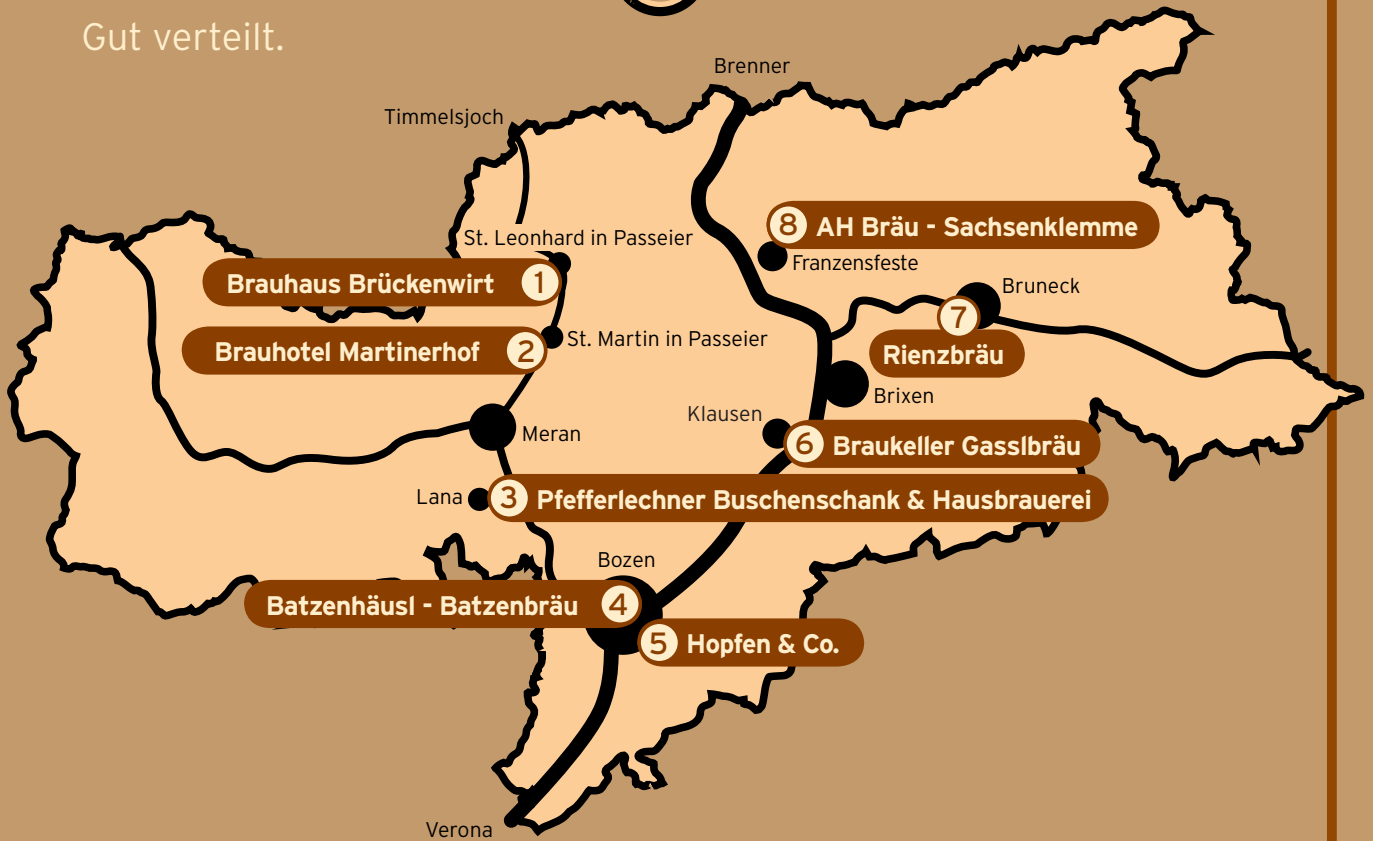 Gut verteilt.
Brenner
Timmelsjoch
8 AH Bräu - Sachsenklemme
St. Leonhard in Passeier
Franzensfeste
Brauhaus Brückenwirt 1
Bruneck
7
Rienzbräu
Brauhotel Martinerhof 2
St. Martin in Passeier
Brixen
Klausen
Meran
6 Braukeller Gasslbräu
Lana
3 Pfefferlechner Buschenschank & Hausbrauerei
Bozen
Batzenhäusl - Batzenbräu 4
5 Hopfen & Co.
Verona